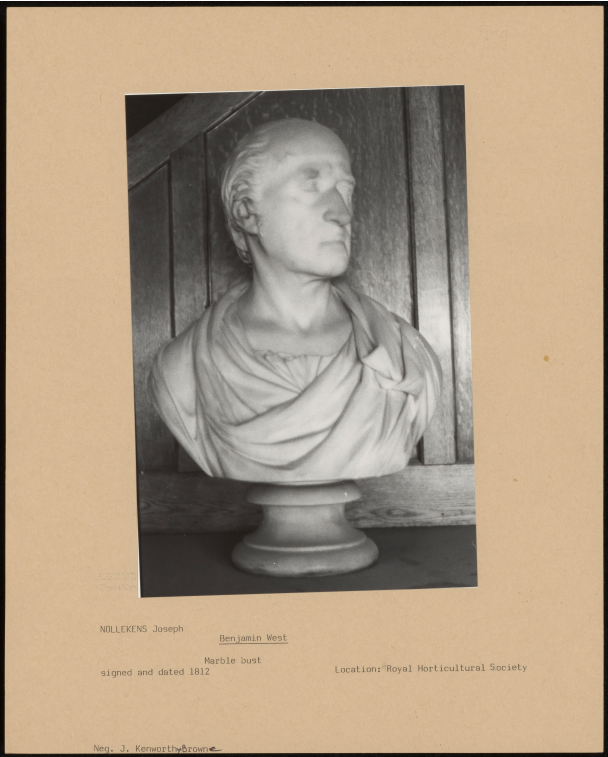 NOLLEKENS Joseph
Benjamin West
Marble bust
signed and dated 1812
Location: Royal Horticultural Society
Neg. J. Kenworthy Browne